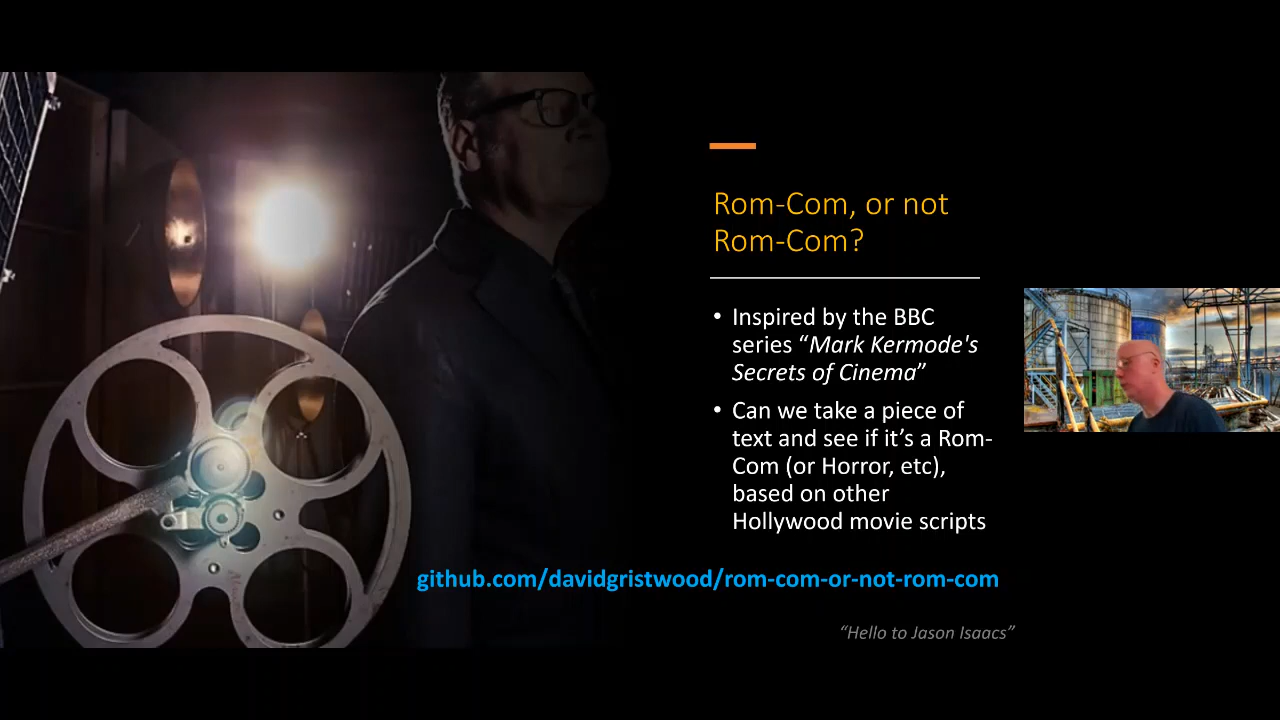 Rom-Com, or not
Rom-Com?
• Inspired by the BBC
series “Mark Kermode's
Secrets of Cinema”
• Can we take a piece of
text and see if it’s a Rom-
Com (or Horror, etc),
based on other
Hollywood movie scripts
github.com/davidgristwood/rom-com-or-not-rom-com
“Hello to Jason Isaacs”